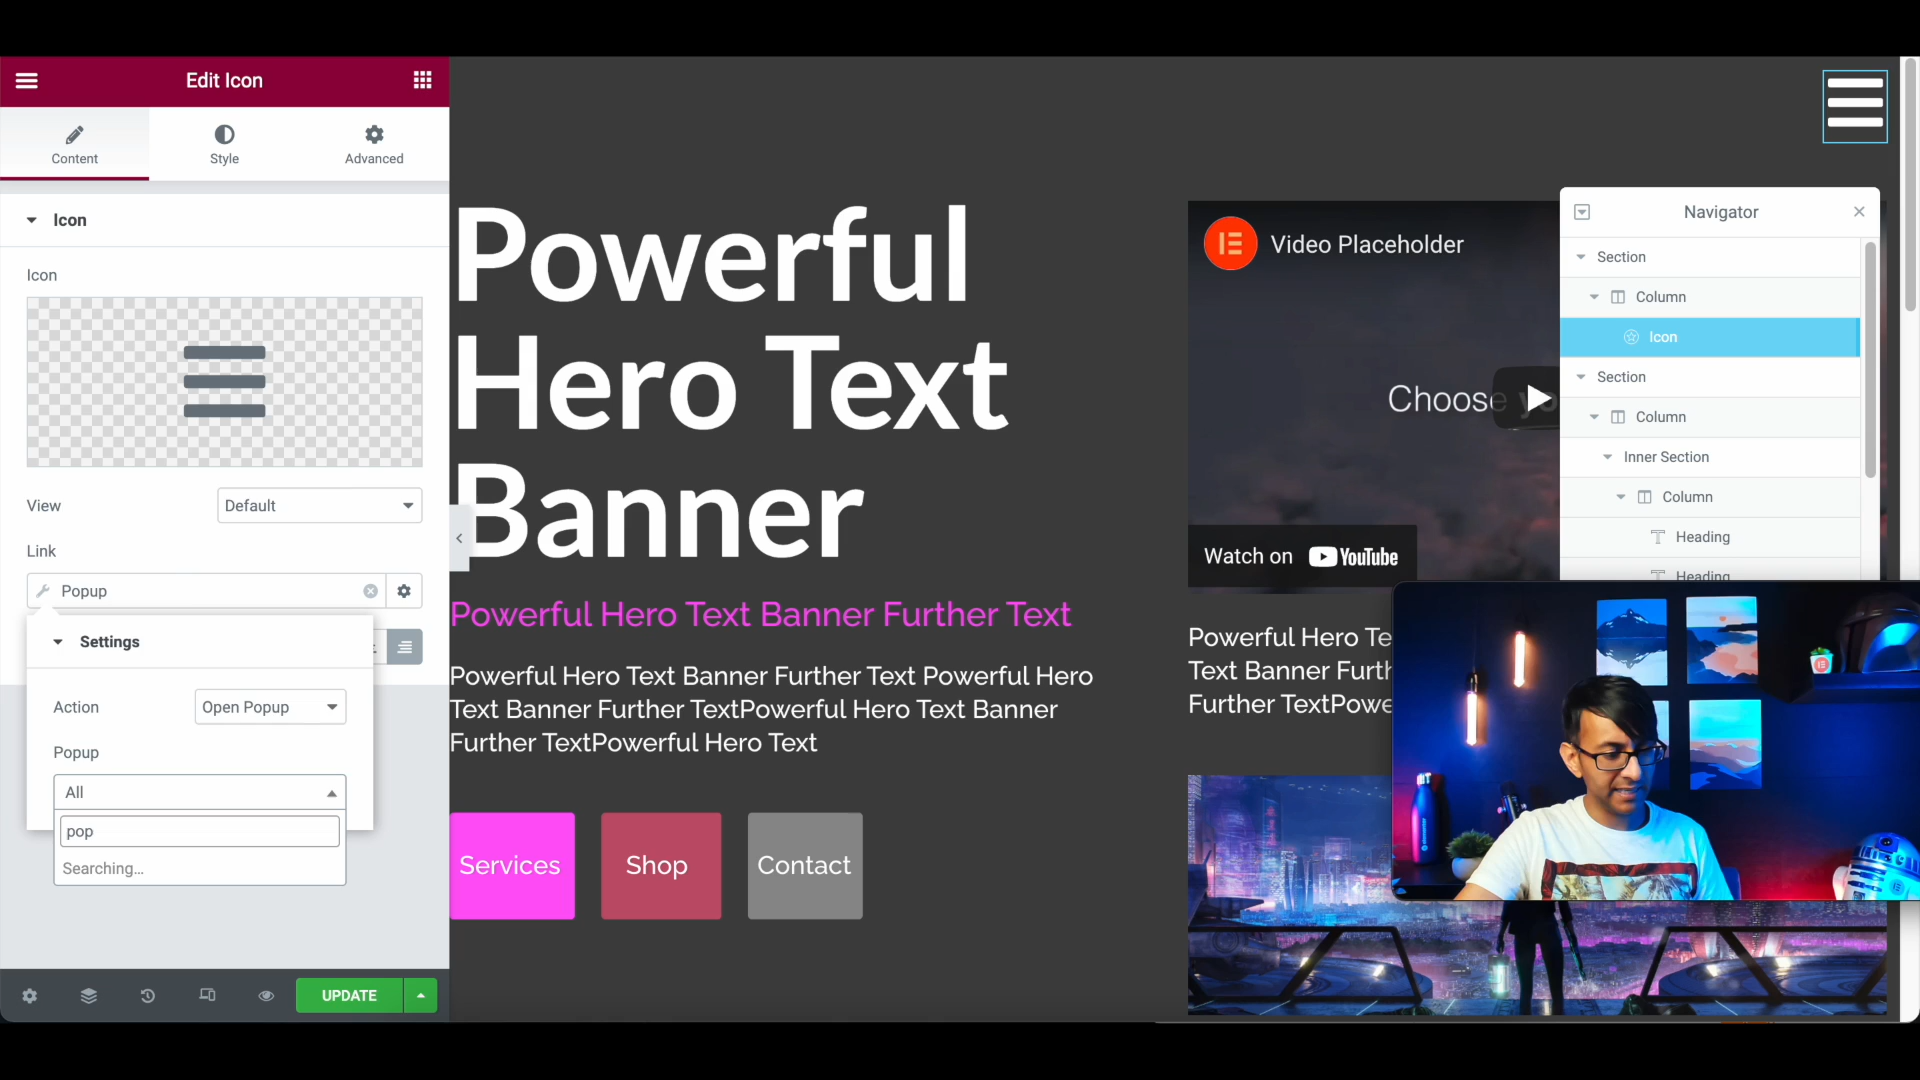 Edit Icon
Content
Style
Advanced
Icon
Icon
View
Default
Link
Popup
Settings
Action
Open Popup
Popup
All
pop
Searching...
UPDATE
Powerful
Hero Text
Banner
Powerful Hero Text Banner Further Text
Powerful Hero Text Banner Further Text Powerful Hero
Text Banner Further TextPowerful Hero Text Banner
Further TextPowerful Hero Text
Services
Shop
Contact
Video Placeholder
Choose
Watch on YouTube
Powerful Hero Te
Text Banner Furth
Further TextPowe
Navigator
Section
Column
Icon
Section
Column
Inner Section
Column
Heading
Heading